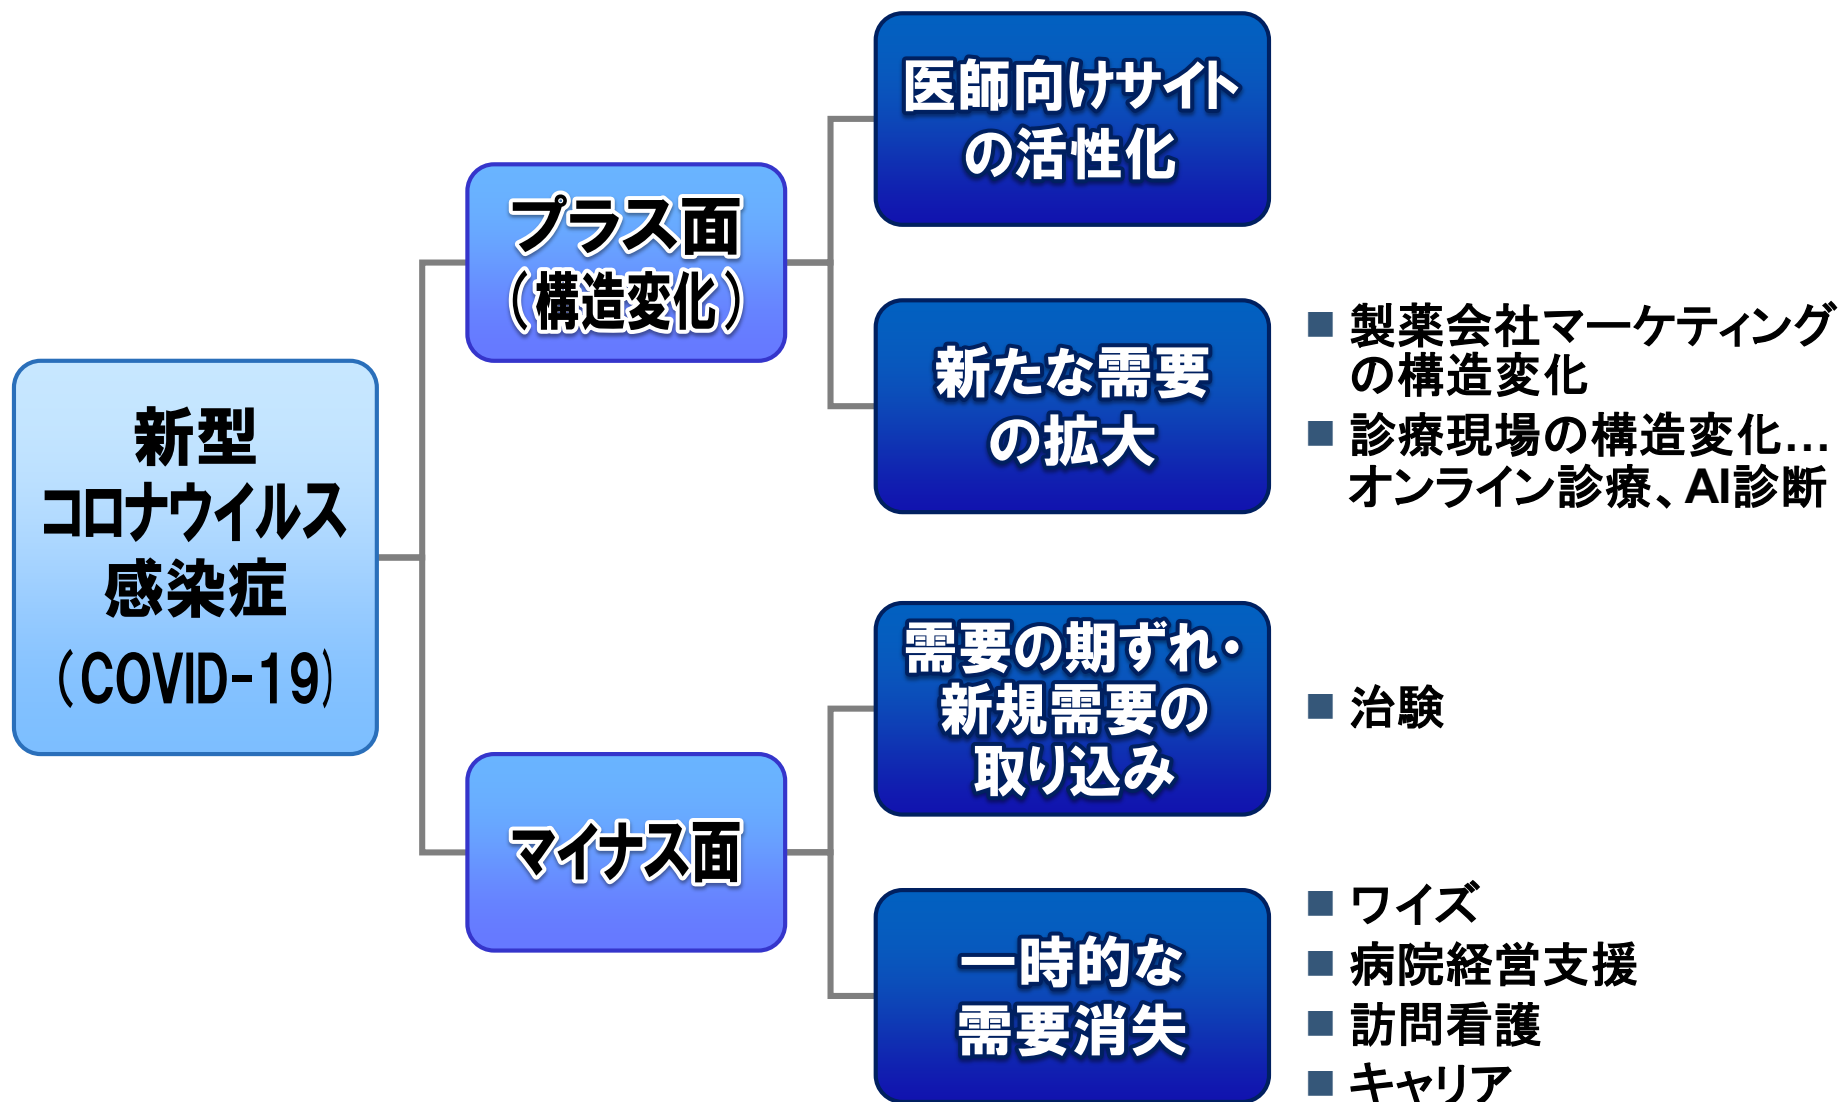 新型
コロナウイルス
感染症
（COVID-19）
プラス面
（構造変化）
医師向けサイト
の活性化
新たな需要
の拡大
■ 製薬会社マーケティング
の構造変化
■ 診療現場の構造変化…
オンライン診療、AI診断
マイナス面
需要の期ずれ・
新規需要の
取り込み
■ 治験
一時的な
需要消失
■ ワイズ
■ 病院経営支援
■ 訪問看護
■ キャリア